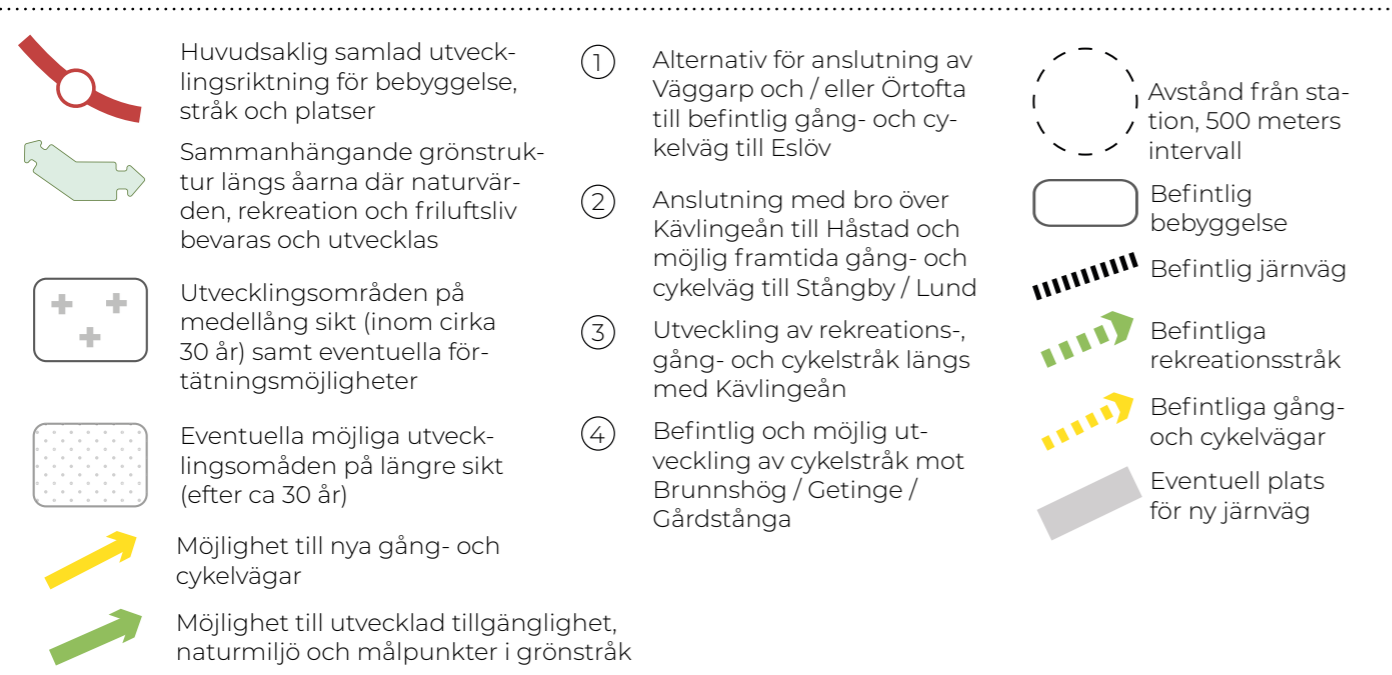 Huvudsaklig samlad utveck-
lingsriktning för bebyggelse,
stråk och platser
Sammanhängande grönstruk-
tur längs åarna där naturvär-
den, rekreation och friluftsliv
bevaras och utvecklas
Utvecklingsområden på
medellång sikt (inom cirka
30 år) samt eventuella för-
tätningsmöjligheter
Eventuella möjliga utveck-
lingsomåden på längre sikt
(efter ca 30 år)
Möjlighet till nya gång- och
cykelvägar
Möjlighet till utvecklad tillgänglighet,
naturmiljö och målpunkter i grönstråk
1 Alternativ för anslutning av
Väggarp och / eller Örtofta
till befintlig gång- och cy-
kelväg till Eslöv
2 Anslutning med bro över
Kävlingeån till Håstad och
möjlig framtida gång- och
cykelväg till Stångby / Lund
3 Utveckling av rekreations-,
gång- och cykelstråk längs
med Kävlingeån
4 Befintlig och möjlig ut-
veckling av cykelstråk mot
Brunnshög / Getinge /
Gårdstånga
Avstånd från sta-
tion, 500 meters
intervall
Befintlig
bebyggelse
Befintlig järnväg
Befintliga
rekreationsstråk
Befintliga gång-
och cykelvägar
Eventuell plats
för ny järnväg